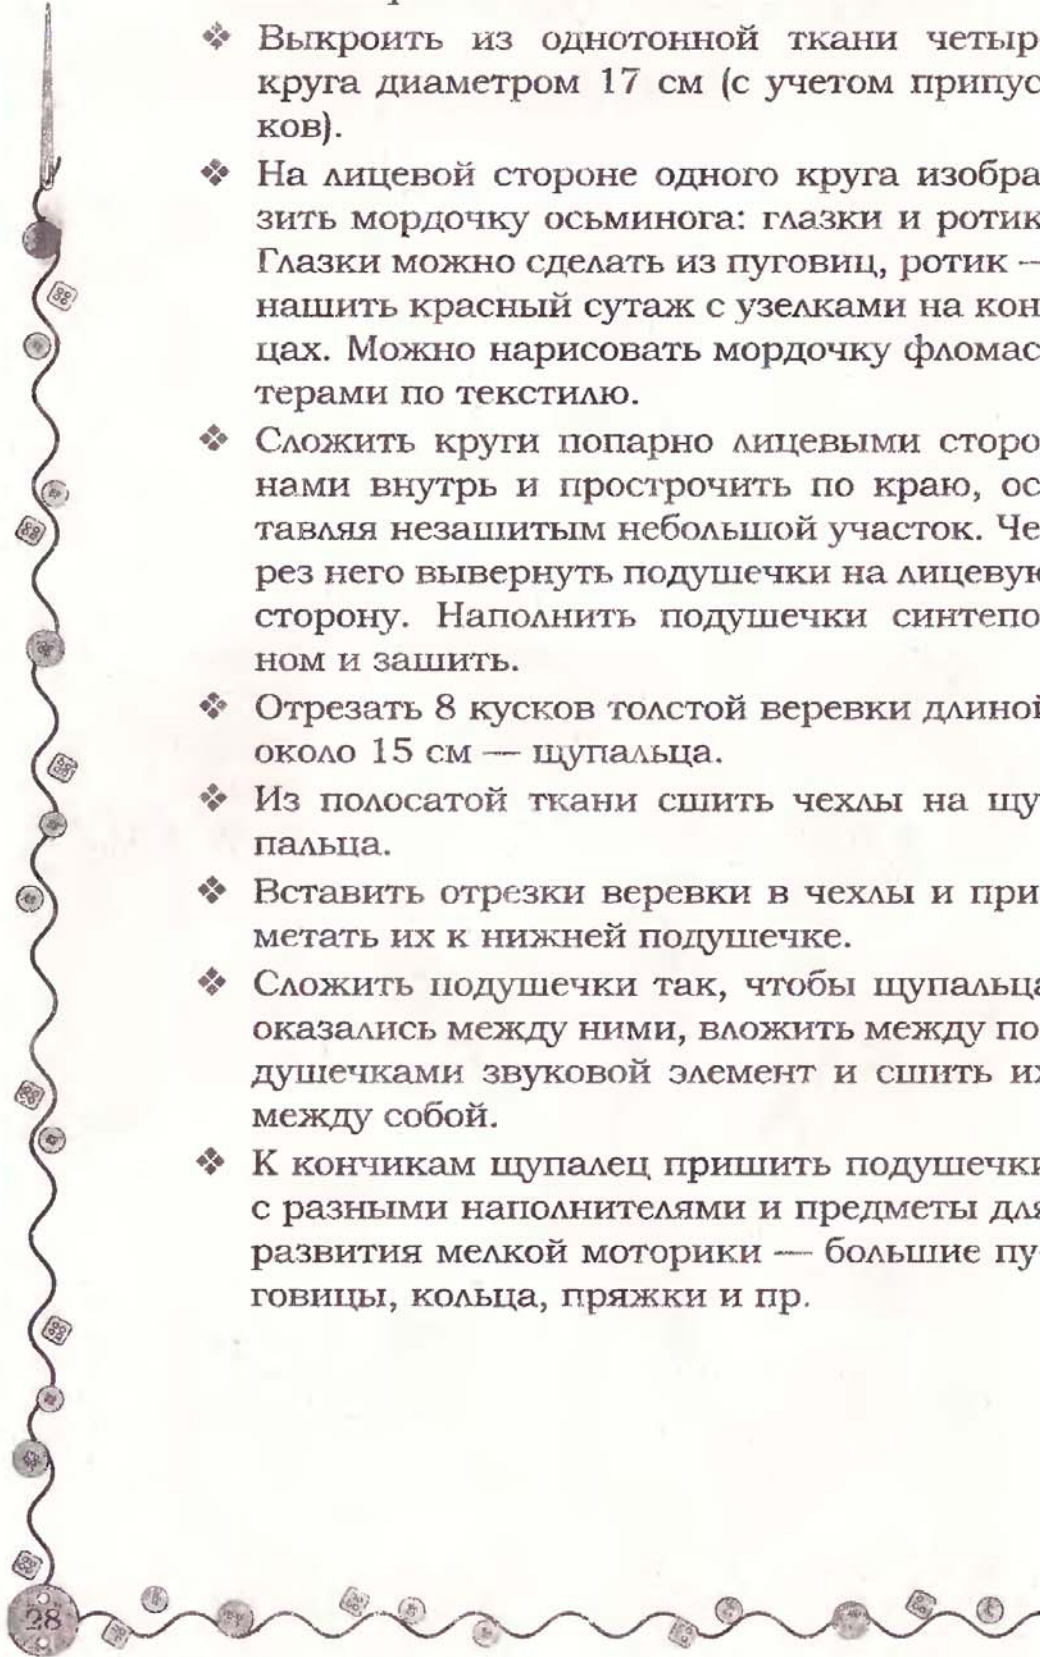 Выкроить из однотонной ткани четыр
круга диаметром 17 см (с учетом припус
ков).
На лицевой стороне одного круга изобра
зить мордочку осьминога: глазки и ротик
Глазки можно сделать из пуговиц, ротик —
нашить красный сутаж с узелками на кон
цах. Можно нарисовать мордочку фломас
терами по текстилю.
Сложить круги попарно лицевыми сторо
нами внутрь и прострочить по краю, ос
тавляя незашитым небольшой участок. Че
рез него вывернуть подушечки на лицевую
сторону. Наполнить подушечки синтепо
ном и зашить.
Отрезать 8 кусков толстой веревки длиной
около 15 см — щупальца.
Из полосатой ткани сшить чехлы на щу
пальца.
Вставить отрезки веревки в чехлы и при
метать их к нижней подушечке.
Сложить подушечки так, чтобы щупальца
оказались между ними, вложить между по
душечками звуковой элемент и сшить их
между собой.
К кончикам щупалец пришить подушечки
с разными наполнителями и предметы для
развития мелкой моторики — большие пу-
говицы, кольца, пряжки и пр.
28